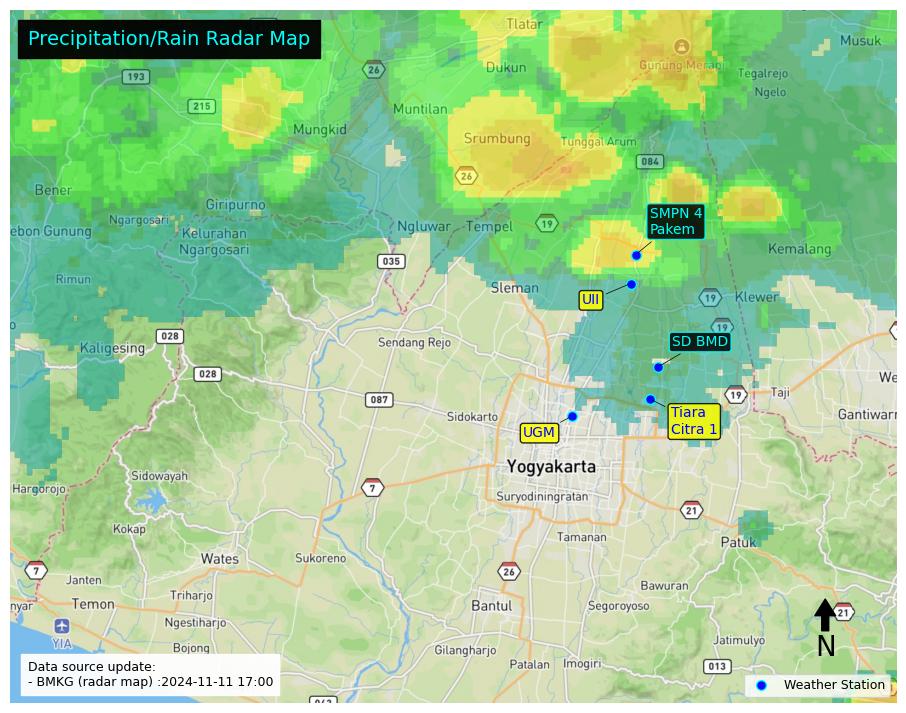 Precipitation/Rain Radar Map
Tlatar
Musuk
26
Dukun
Gunung Merapi
193
Tegalrejo
Ngelo
215
Muntilan
Mungkid
Srumbung
Tunggal Arum
084
26
Bener
Giripurno
SMPN 4
Pakem
Ngargosari
ebon Gunung
Kelurahan
Ngargosari
Ngluwar
Tempel
19
Kemalang
035
Rimun
Sleman
UII
19
Klewer
19
028
Kaligesing
Sendang Rejo
SD BMD
028
We
087
19
Taji
Sidokarto
Tiara
Citra 1
Gantiwarn
UGM
Yogyakarta
Sidowayah
Hargorojo
7
Suryodiningratan
21
Kokap
Tamanan
Patuk
Wates
Sukoreno
7
26
Janten
Bawuran
Triharjo
nyar
Temon
Bantul
Segoroyoso
21
Ngestiharjo
YIA
N
Bojong
Gilangharjo
Jatimulyo
Patalan
Imogiri
013
Data source update:
- BMKG (radar map) :2024-11-11 17:00
Weather Station